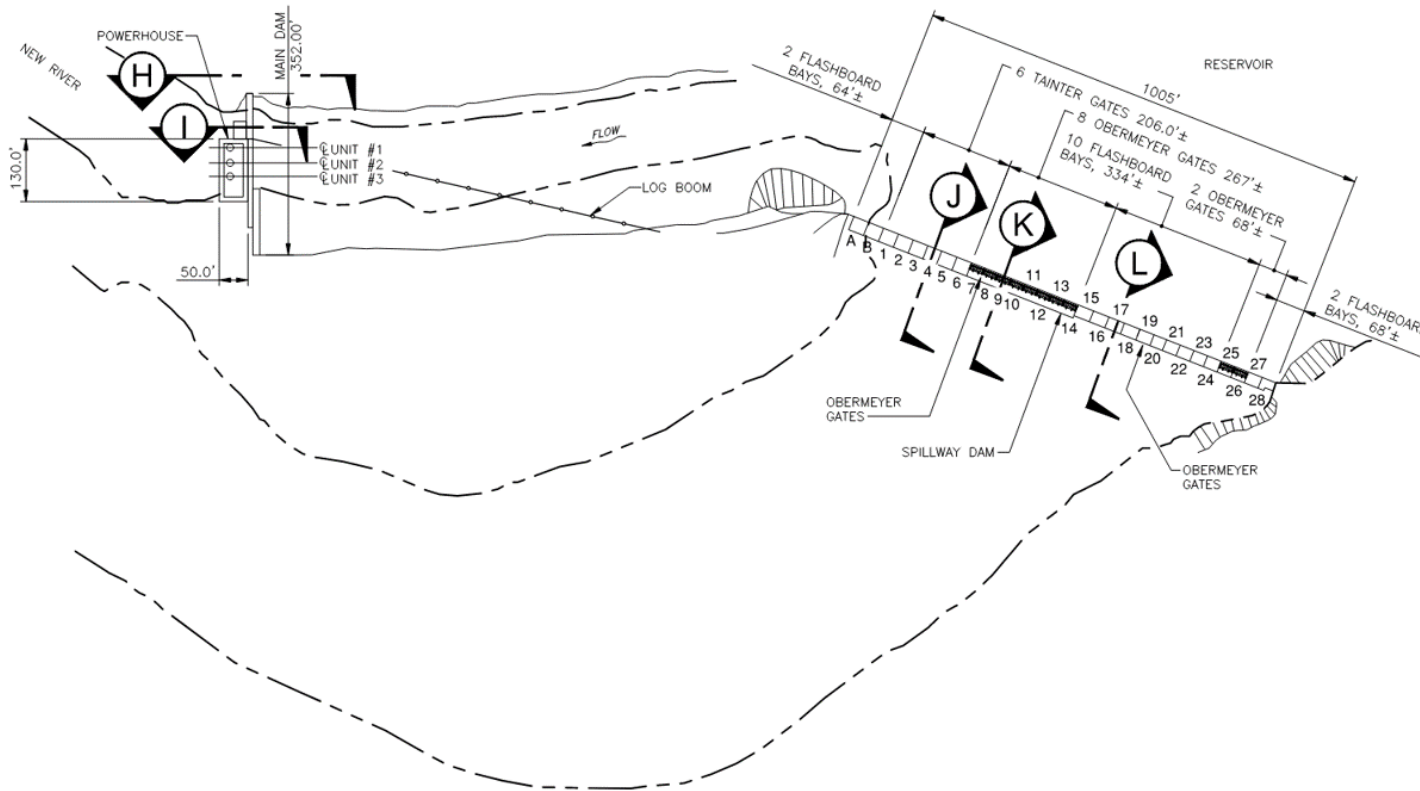 POWERHOUSE
NEW RIVER
H
I
MAIN DAM
352.00'
130.0'
50.0'
℄UNIT #1
℄UNIT #2
℄UNIT #3
FLOW
LOG BOOM
2 FLASHBOARD
BAYS, 64'±
RESERVOIR
1005'
6 TAINTER GATES 206.0'±
8 OBERMEYER GATES 267'±
10 FLASHBOARD
BAYS, 334'±
2 OBERMEYER
GATES 68'±
2 FLASHBOARD
BAYS, 68'±
J
K
L
A
B
1
2
3
4
5
6
7
8
9
10
11
12
13
14
15
16
17
18
19
20
21
22
23
24
25
26
27
28
OBERMEYER
GATES
SPILLWAY DAM
OBERMEYER
GATES